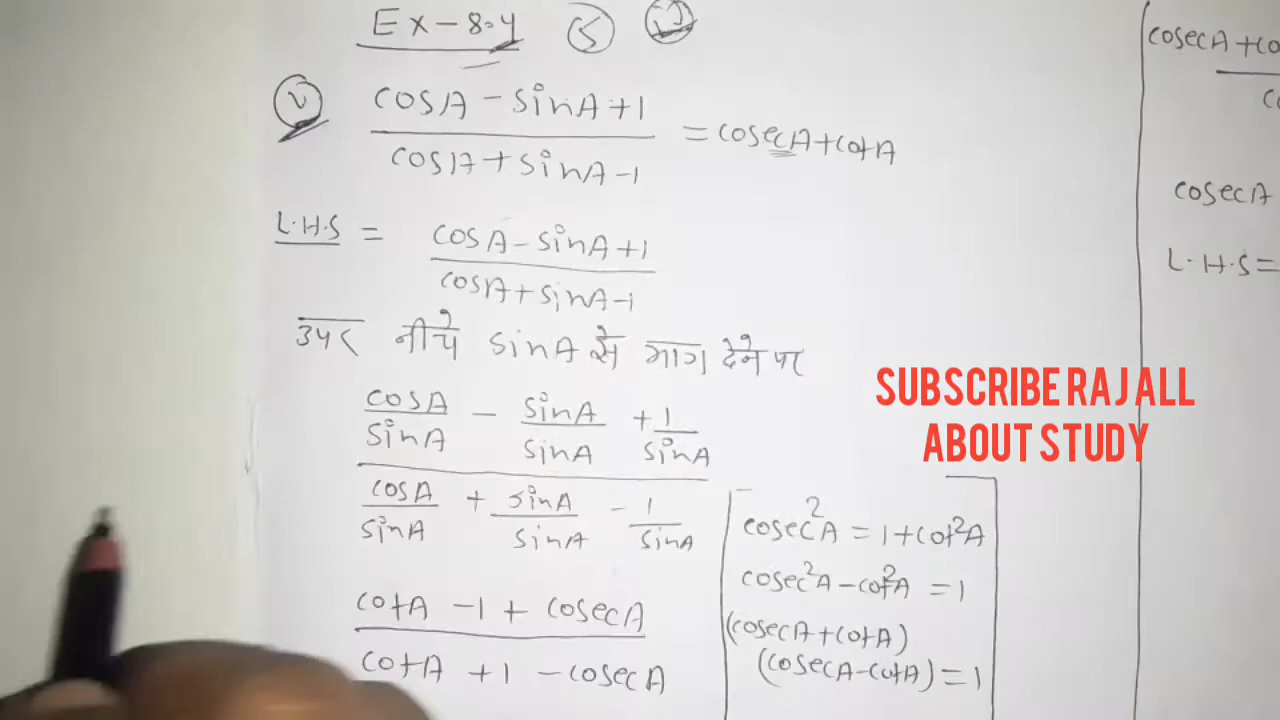 Ex-8.4 (5)
(v) cosA - sinA + 1 / cosA + sinA - 1 = cosecA + cotA
L.H.S = cosA - sinA + 1 / cosA + sinA - 1
उपर नीचे sinA से भाग देने पर
cosA/sinA - sinA/sinA + 1/sinA
cosA/sinA + sinA/sinA - 1/sinA
cotA - 1 + cosecA
cotA + 1 - cosecA
cosec²A = 1 + cot²A
cosec²A - cot²A = 1
(cosecA + cotA)
(cosecA - cotA) = 1
SUBSCRIBE RAJ ALL
ABOUT STUDY
cosecA
L.H.S =